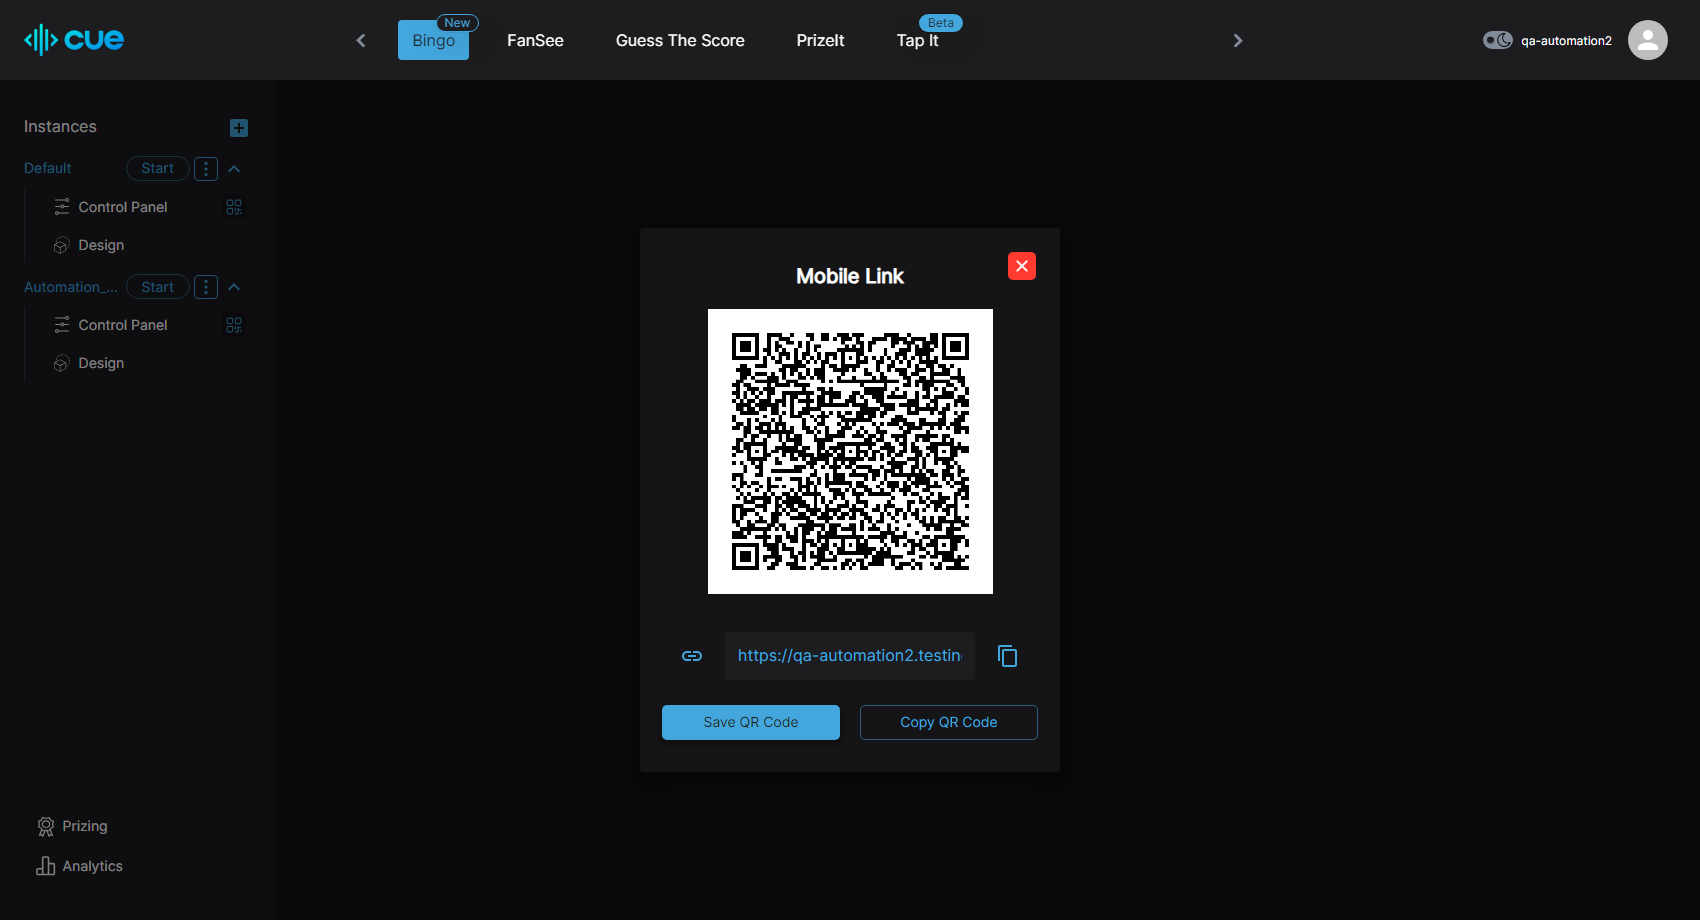 cue
Bingo
New
FanSee
Guess The Score
PrizeIt
Tap It
Beta
qa-automation2
Instances
Default
Start
Control Panel
Design
Automation_...
Start
Control Panel
Design
Prizing
Analytics
Mobile Link
https://qa-automation2.testin
Save QR Code
Copy QR Code